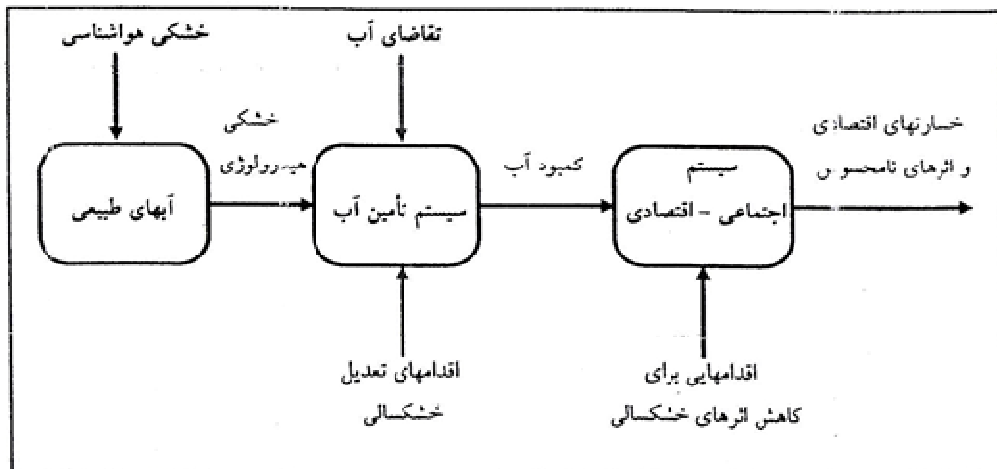 خشکی هواشناسی
تقاضای آب
خشکی
هیدرولوژی
کمبود آب
خسارتهای اقتصادی
و اثرهای نامحسوس
آبهای طبیعی
سیستم تأمین آب
سیستم
اجتماعی - اقتصادی
اقدامهای تعدیل
خشکسالی
اقدامهایی برای
کاهش اثرهای خشکسالی